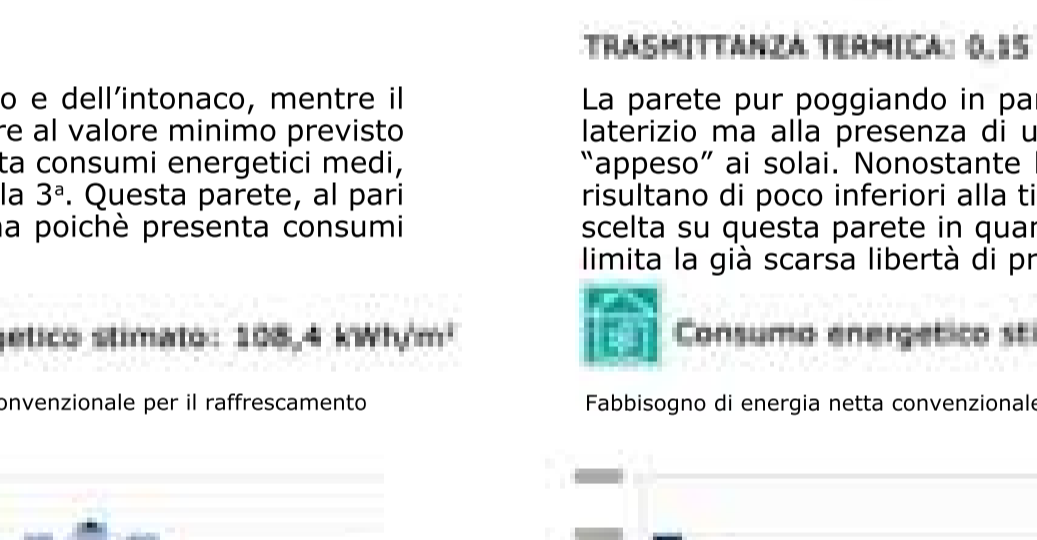 o e dell’intonaco, mentre il
re al valore minimo previsto
ta consumi energetici medi,
la 3ª. Questa parete, al pari
na poichè presenta consumi
getico stimato: 108,4 kWh/m²
onvenzionale per il raffrescamento
TRASMITTANZA TERMICA: 0,15
La parete pur poggiando in par
laterizio ma alla presenza di u
“appeso” ai solai. Nonostante l
risultano di poco inferiori alla ti
scelta su questa parete in quan
limita la già scarsa libertà di pr
Consumo energetico sti
Fabbisogno di energia netta convenzionale